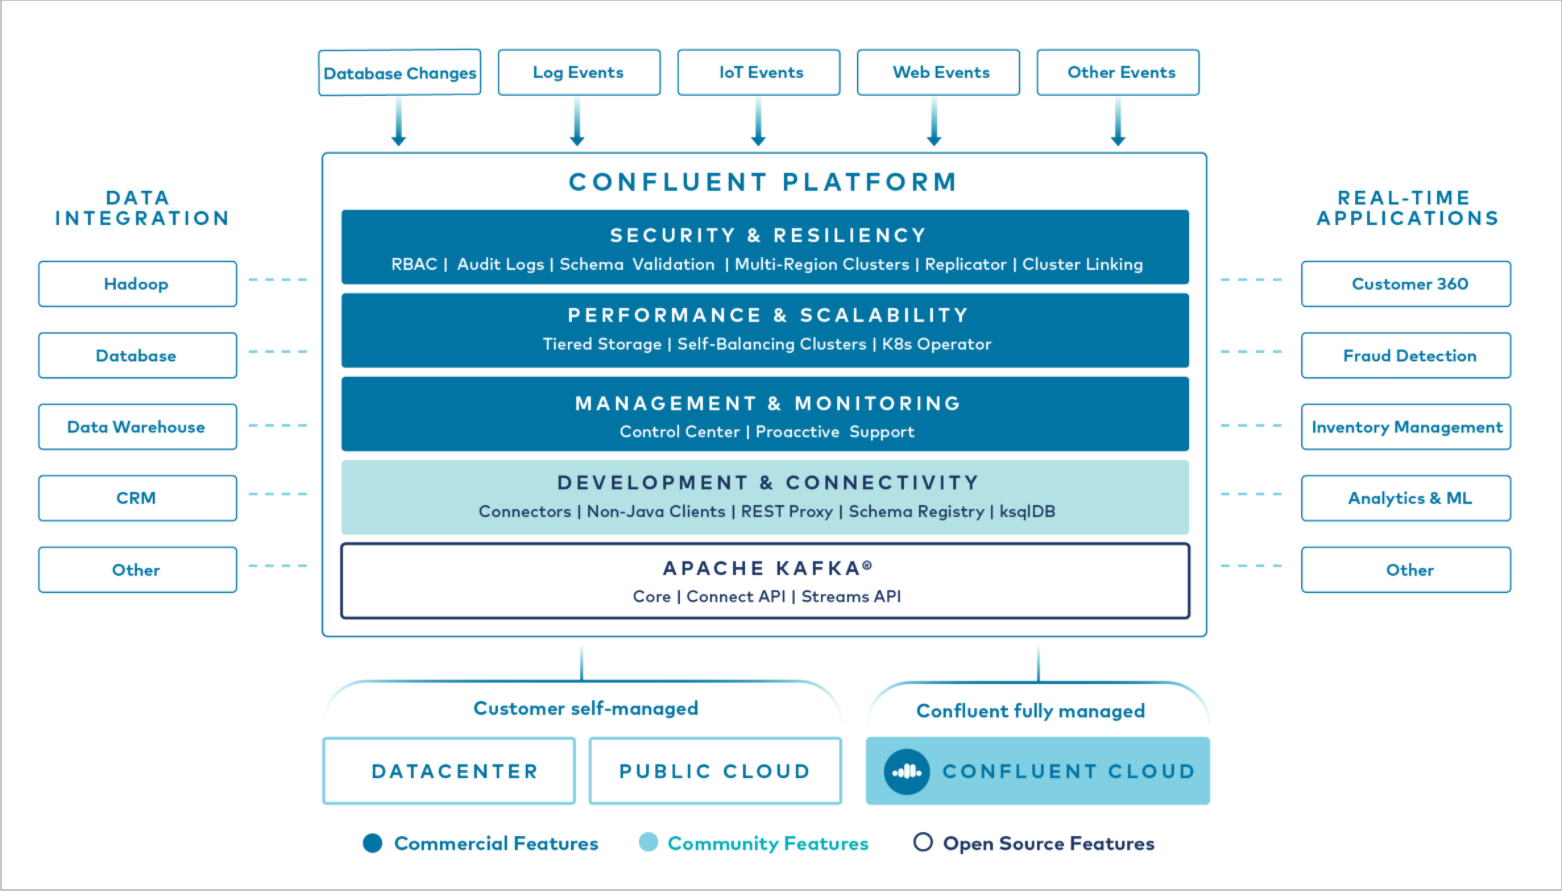 Database Changes
Log Events
IoT Events
Web Events
Other Events
DATA
INTEGRATION
Hadoop
Database
Data Warehouse
CRM
Other
CONFLUENT PLATFORM
SECURITY & RESILIENCY
RBAC | Audit Logs | Schema Validation | Multi-Region Clusters | Replicator | Cluster Linking
PERFORMANCE & SCALABILITY
Tiered Storage | Self-Balancing Clusters | K8s Operator
MANAGEMENT & MONITORING
Control Center | Proacctive Support
DEVELOPMENT & CONNECTIVITY
Connectors | Non-Java Clients | REST Proxy | Schema Registry | ksqlDB
APACHE KAFKA®
Core | Connect API | Streams API
REAL-TIME
APPLICATIONS
Customer 360
Fraud Detection
Inventory Management
Analytics & ML
Other
Customer self-managed
DATACENTER
PUBLIC CLOUD
Confluent fully managed
CONFLUENT CLOUD
Commercial Features
Community Features
Open Source Features